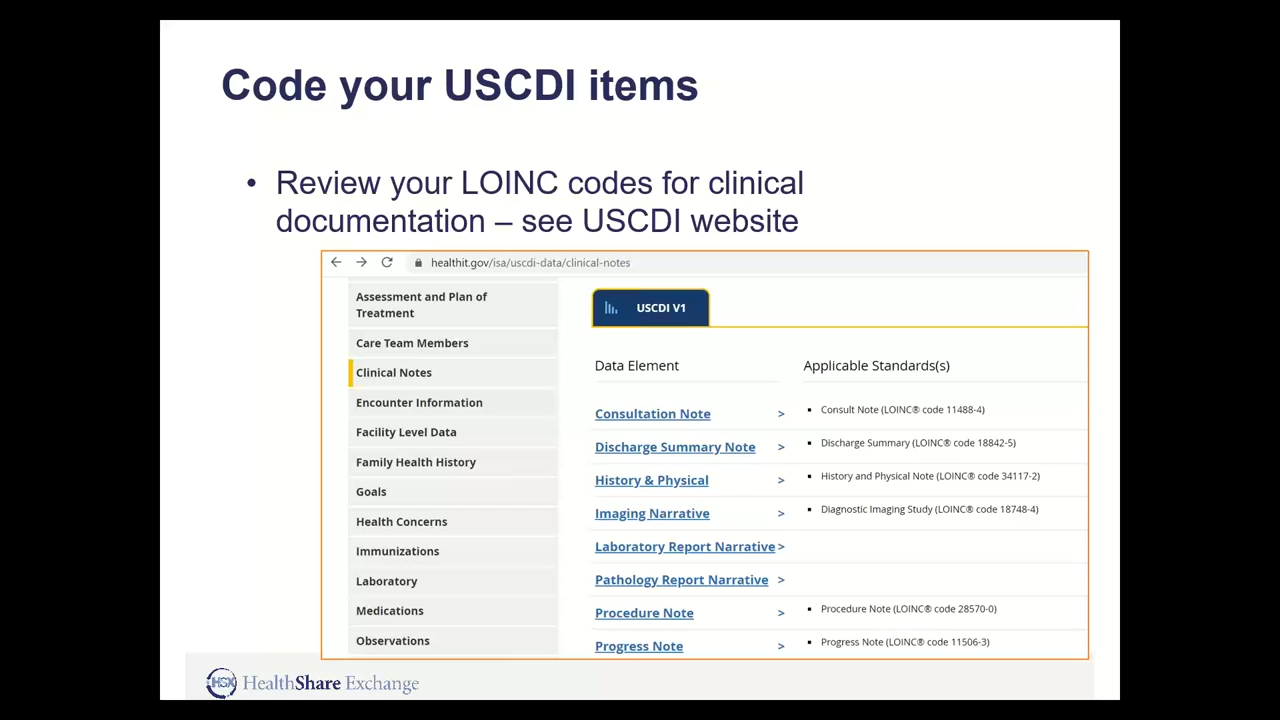 Code your USCDI items
• Review your LOINC codes for clinical
documentation – see USCDI website
healthit.gov/isa/uscdi-data/clinical-notes
Assessment and Plan of
Treatment
Care Team Members
Clinical Notes
Encounter Information
Facility Level Data
Family Health History
Goals
Health Concerns
Immunizations
Laboratory
Medications
Observations
USCDI V1
Data Element Applicable Standards(s)
Consultation Note > ▪ Consult Note (LOINC® code 11488-4)
Discharge Summary Note > ▪ Discharge Summary (LOINC® code 18842-5)
History & Physical > ▪ History and Physical Note (LOINC® code 34117-2)
Imaging Narrative > ▪ Diagnostic Imaging Study (LOINC® code 18748-4)
Laboratory Report Narrative >
Pathology Report Narrative >
Procedure Note > ▪ Procedure Note (LOINC® code 28570-0)
Progress Note > ▪ Progress Note (LOINC® code 11506-3)
HSX HealthShare Exchange